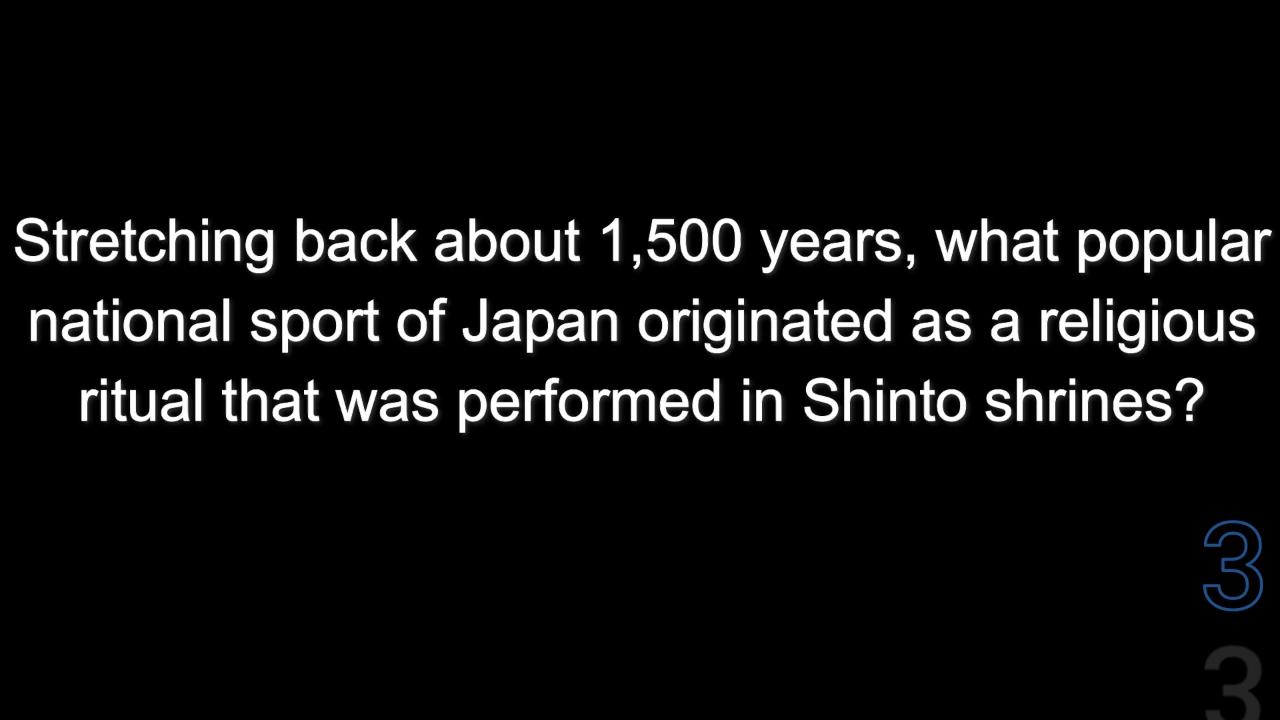 Stretching back about 1,500 years, what popular
national sport of Japan originated as a religious
ritual that was performed in Shinto shrines?
3
3